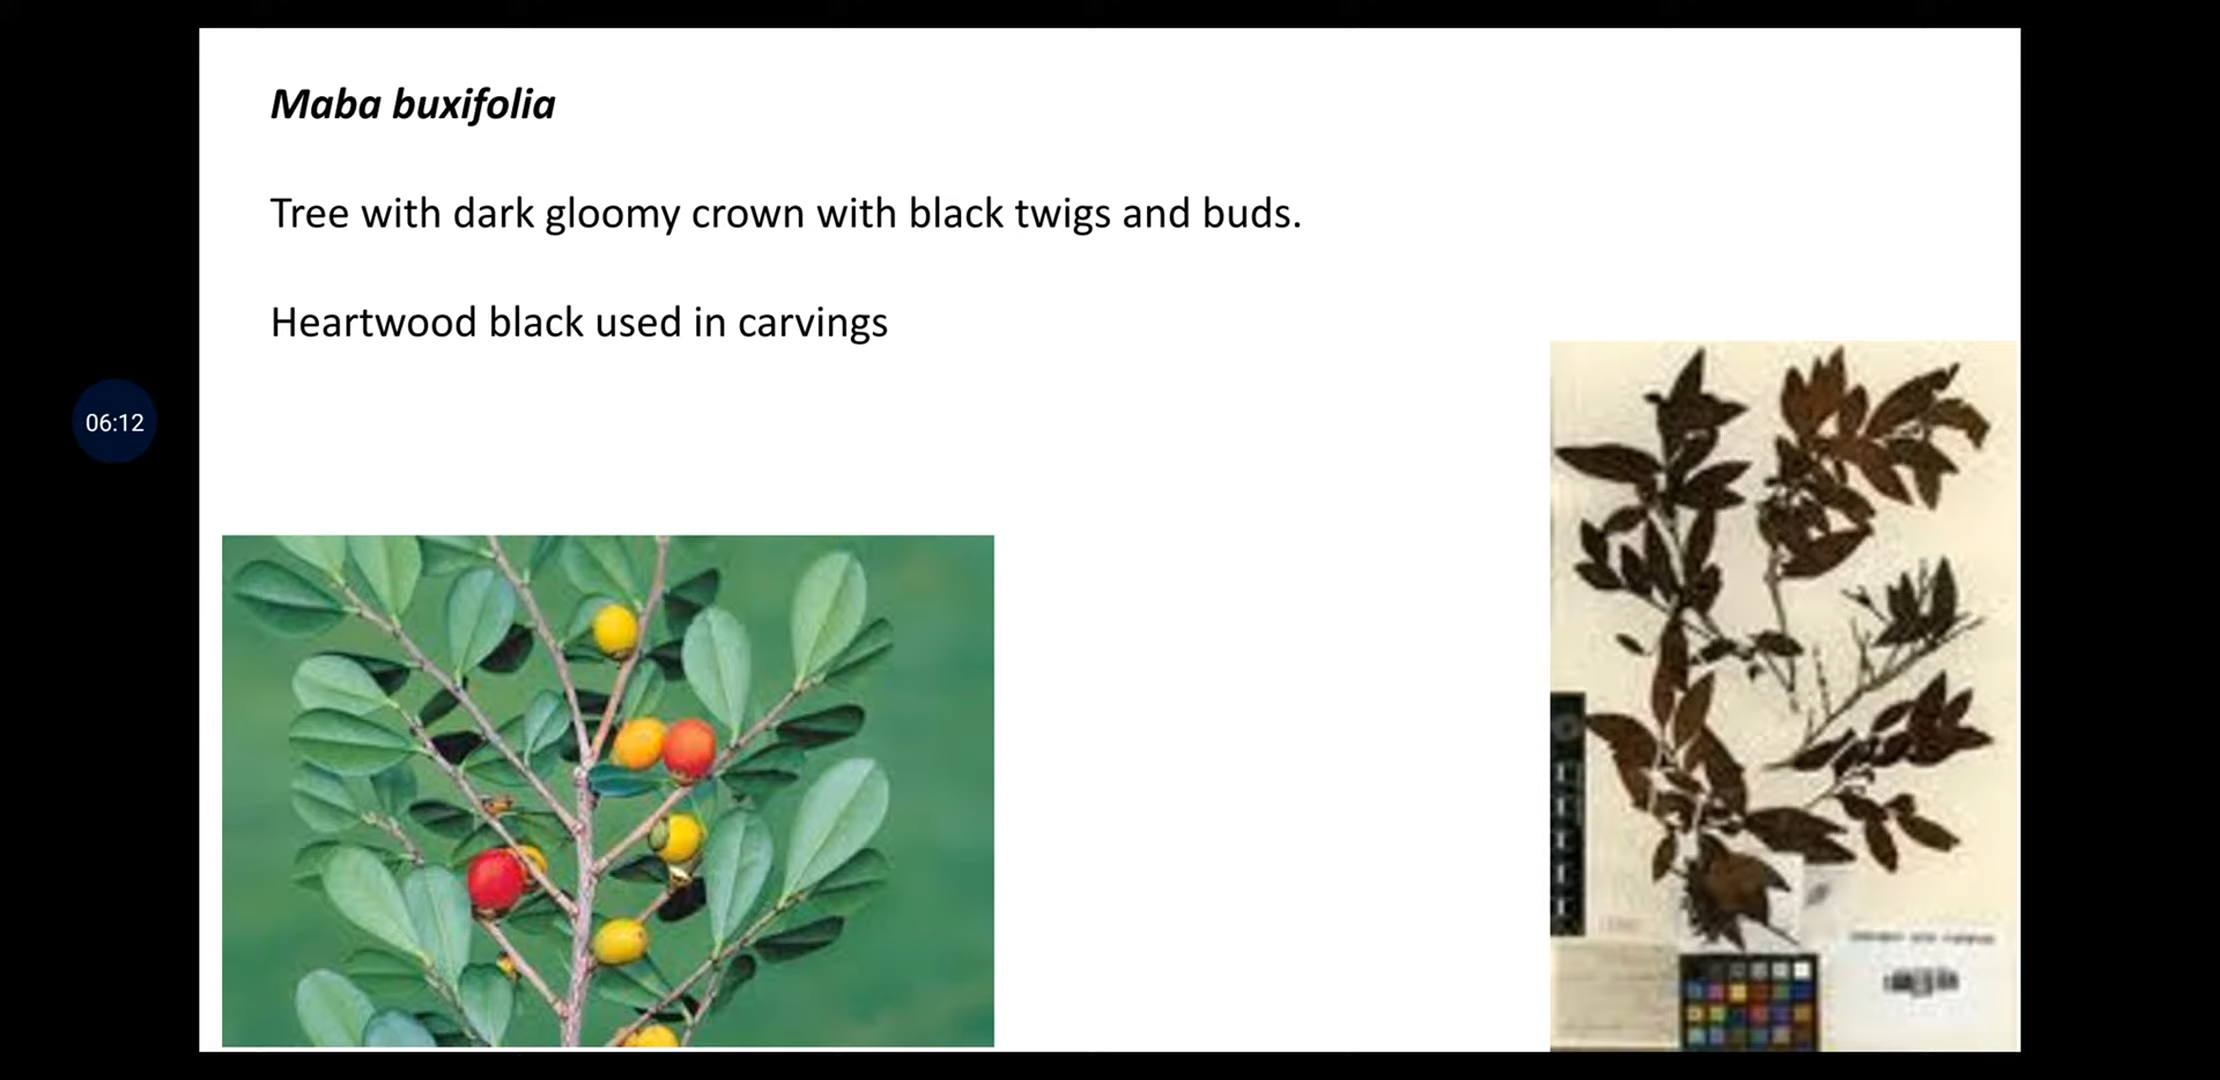 Maba buxifolia
Tree with dark gloomy crown with black twigs and buds.
Heartwood black used in carvings
06:12